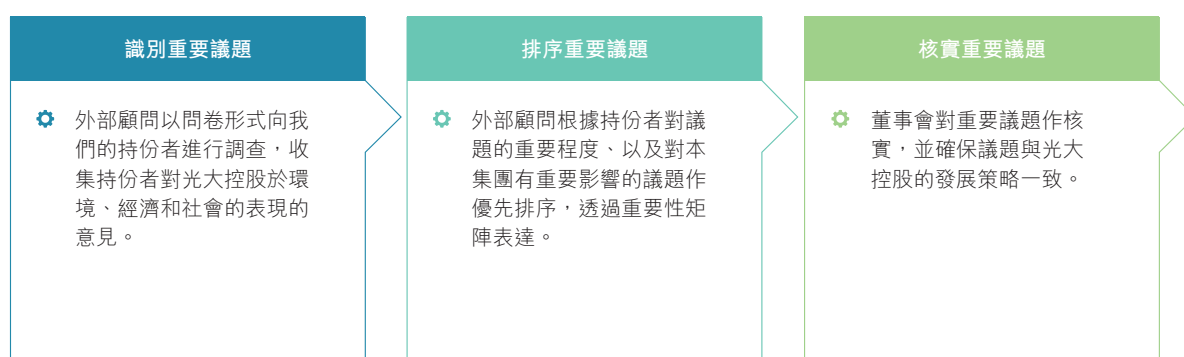 識別重要議題
外部顧問以問卷形式向我
們的持份者進行調查，收
集持份者對光大控股於環
境、經濟和社會的表現的
意見。
排序重要議題
外部顧問根據持份者對議
題的重要程度、以及對本
集團有重要影響的議題作
優先排序，透過重要性矩
陣表達。
核實重要議題
董事會對重要議題作核
實，並確保議題與光大
控股的發展策略一致。